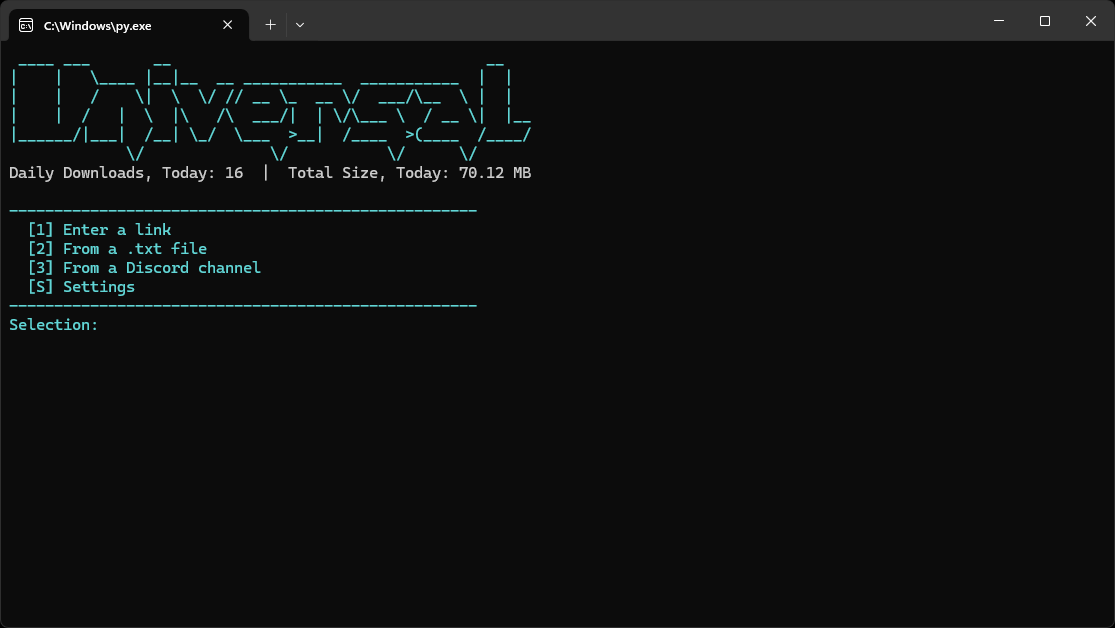 C:\Windows\py.exe
Universal
Daily Downloads, Today: 16 | Total Size, Today: 70.12 MB
[1] Enter a link
[2] From a .txt file
[3] From a Discord channel
[S] Settings
Selection: